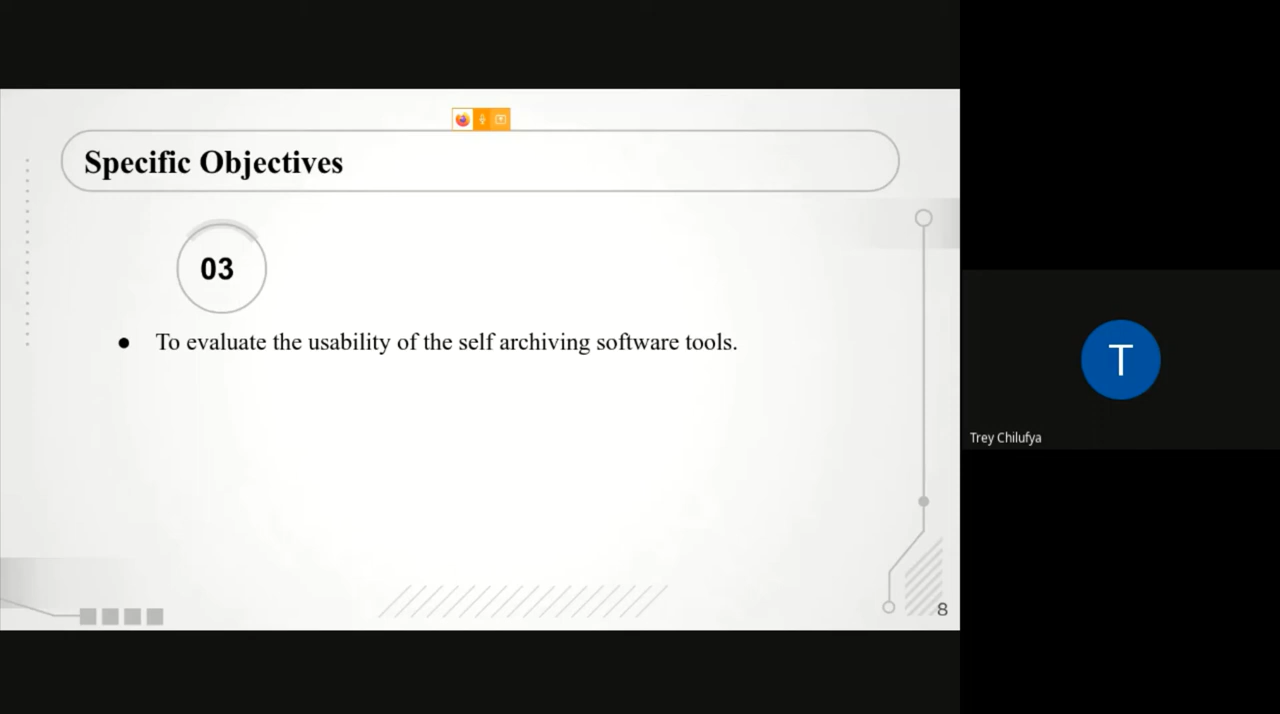 Specific Objectives
03
● To evaluate the usability of the self archiving software tools.
8
T
Trey Chilufya